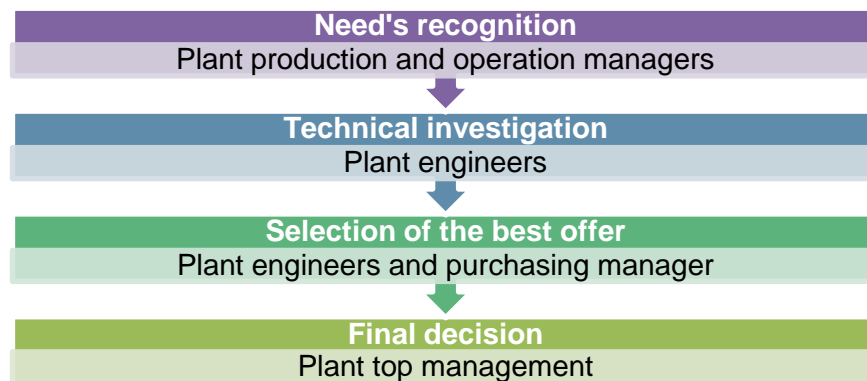 Need's recognition
Plant production and operation managers
Technical investigation
Plant engineers
Selection of the best offer
Plant engineers and purchasing manager
Final decision
Plant top management